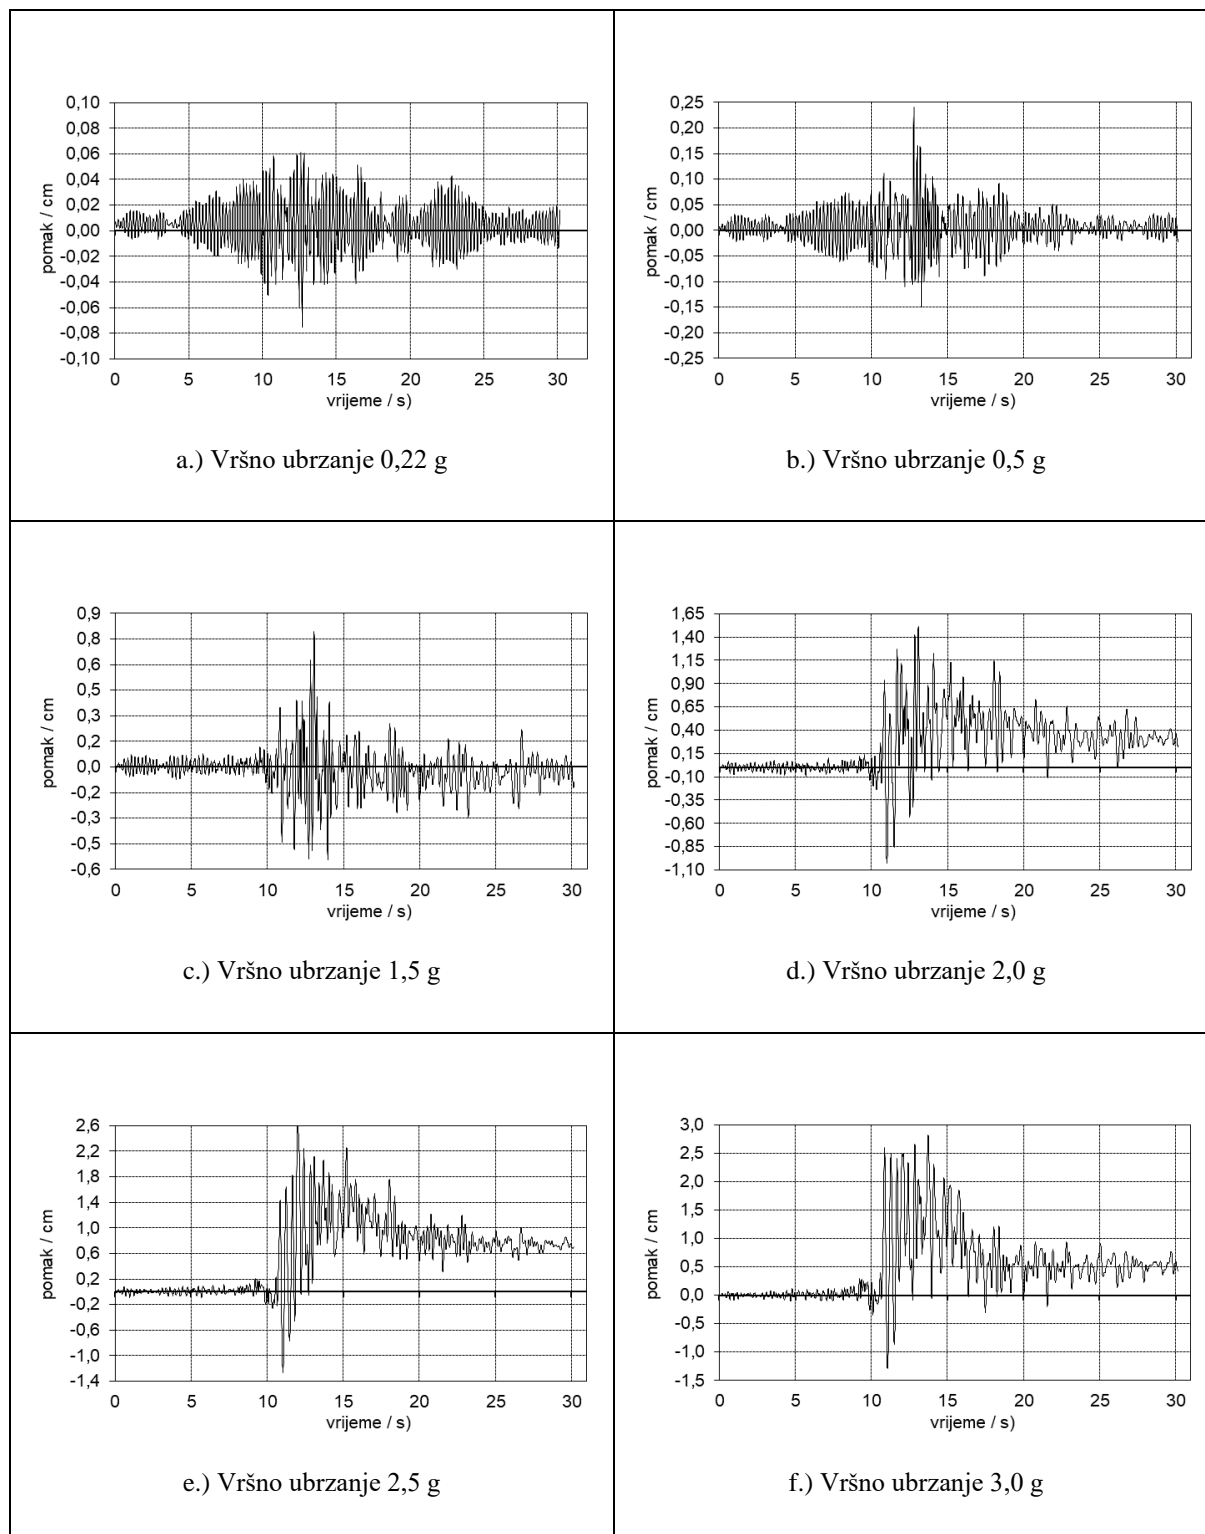 pomak / cm
0,10
0,08
0,06
0,04
0,02
0,00
-0,02
-0,04
-0,06
-0,08
-0,10
0 5 10 15 20 25 30
vrijeme / s)
a.) Vršno ubrzanje 0,22 g
pomak / cm
0,25
0,20
0,15
0,10
0,05
0,00
-0,05
-0,10
-0,15
-0,20
-0,25
0 5 10 15 20 25 30
vrijeme / s)
b.) Vršno ubrzanje 0,5 g
pomak / cm
0,9
0,8
0,6
0,5
0,3
0,2
0,0
-0,2
-0,3
-0,5
-0,6
0 5 10 15 20 25 30
vrijeme / s)
c.) Vršno ubrzanje 1,5 g
pomak / cm
1,65
1,40
1,15
0,90
0,65
0,40
0,15
-0,10
-0,35
-0,60
-0,85
-1,10
0 5 10 15 20 25 30
vrijeme / s)
d.) Vršno ubrzanje 2,0 g
pomak / cm
2,6
2,2
1,8
1,4
1,0
0,6
0,2
-0,2
-0,6
-1,0
-1,4
0 5 10 15 20 25 30
vrijeme / s)
e.) Vršno ubrzanje 2,5 g
pomak / cm
3,0
2,5
2,0
1,5
1,0
0,5
0,0
-0,5
-1,0
-1,5
0 5 10 15 20 25 30
vrijeme / s)
f.) Vršno ubrzanje 3,0 g